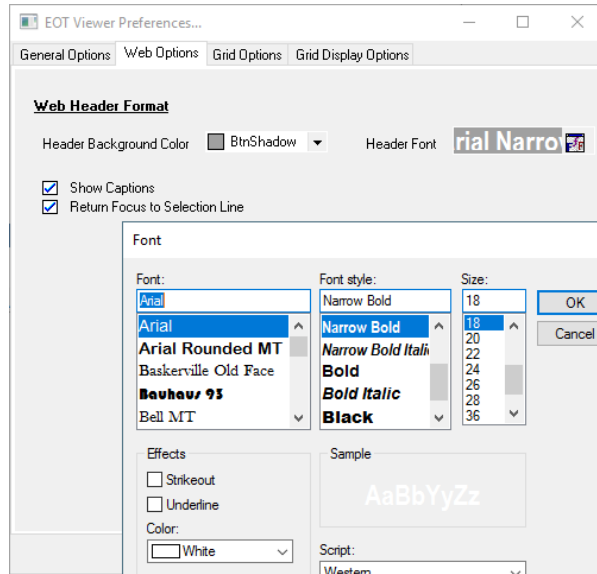 EOT Viewer Preferences...
General Options Web Options Grid Options Grid Display Options
Web Header Format
Header Background Color BtnShadow Header Font rial Narro
Show Captions
Return Focus to Selection Line
Font
Font: Font style: Size:
Arial Narrow Bold 18 OK
Arial Narrow Bold 18 Cancel
Arial Rounded MT Narrow Bold Itali 20
Baskerville Old Face Bold 22
Bauhaus 93 Bold Italic 24
Bell MT Black 26
28
36
Effects Sample
Strikeout
Underline AaBbYyZz
Color:
White Script:
Western